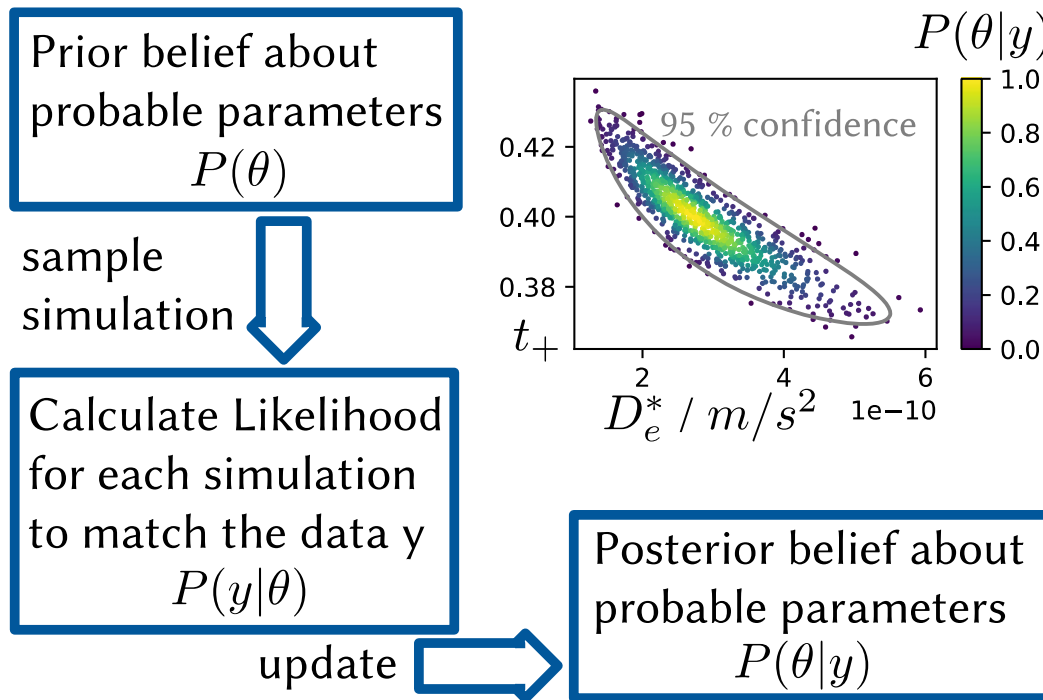 Prior belief about
probable parameters
P(θ)
sample
simulation
Calculate Likelihood
for each simulation
to match the data y
P(y|θ)
update
Posterior belief about
probable parameters
P(θ|y)
P(θ|y)
95 % confidence
0.42
0.40
0.38
t₊
2
4
6
1e−10
D*ₑ / m/s²
1.0
0.8
0.6
0.4
0.2
0.0